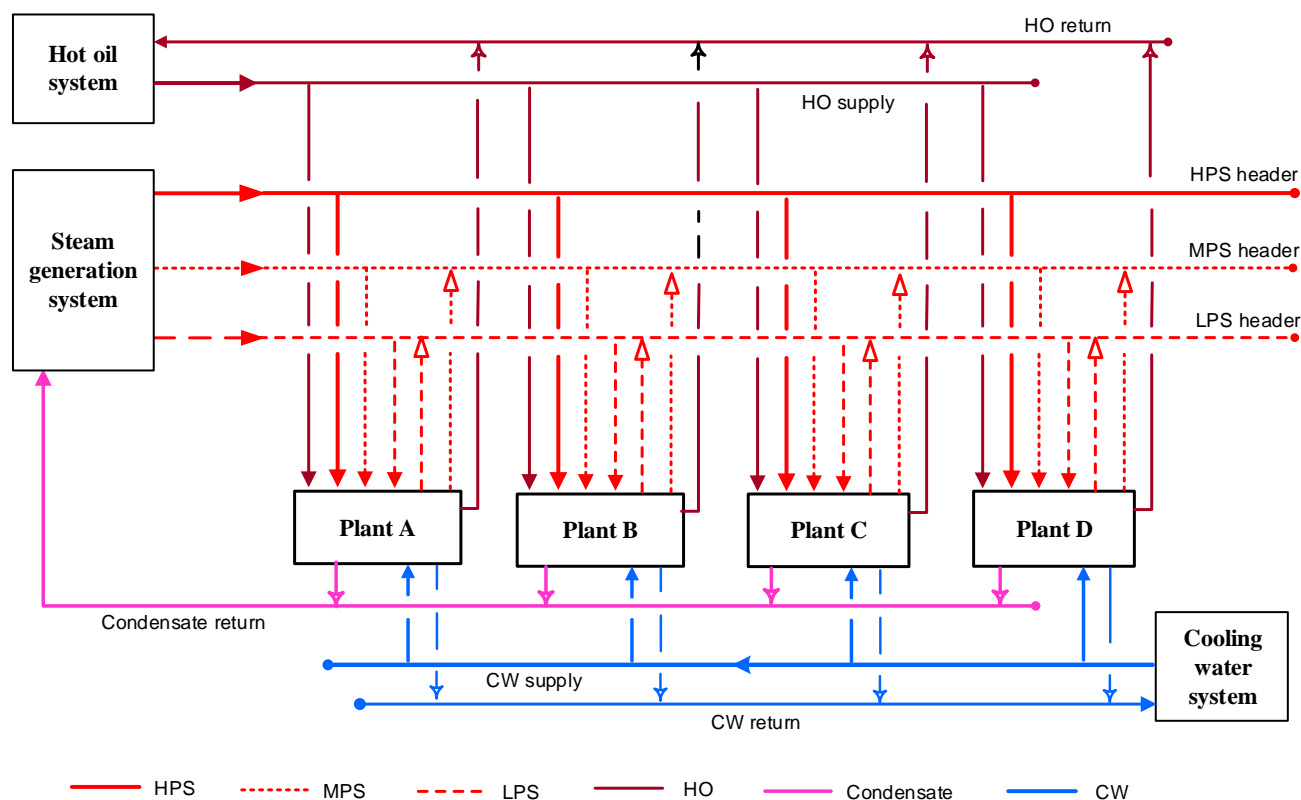 HO return
Hot oil
system
HO supply
HPS header
Steam
generation
system
MPS header
LPS header
Plant A
Plant B
Plant C
Plant D
Condensate return
Cooling
water
system
CW supply
CW return
HPS
MPS
LPS
HO
Condensate
CW